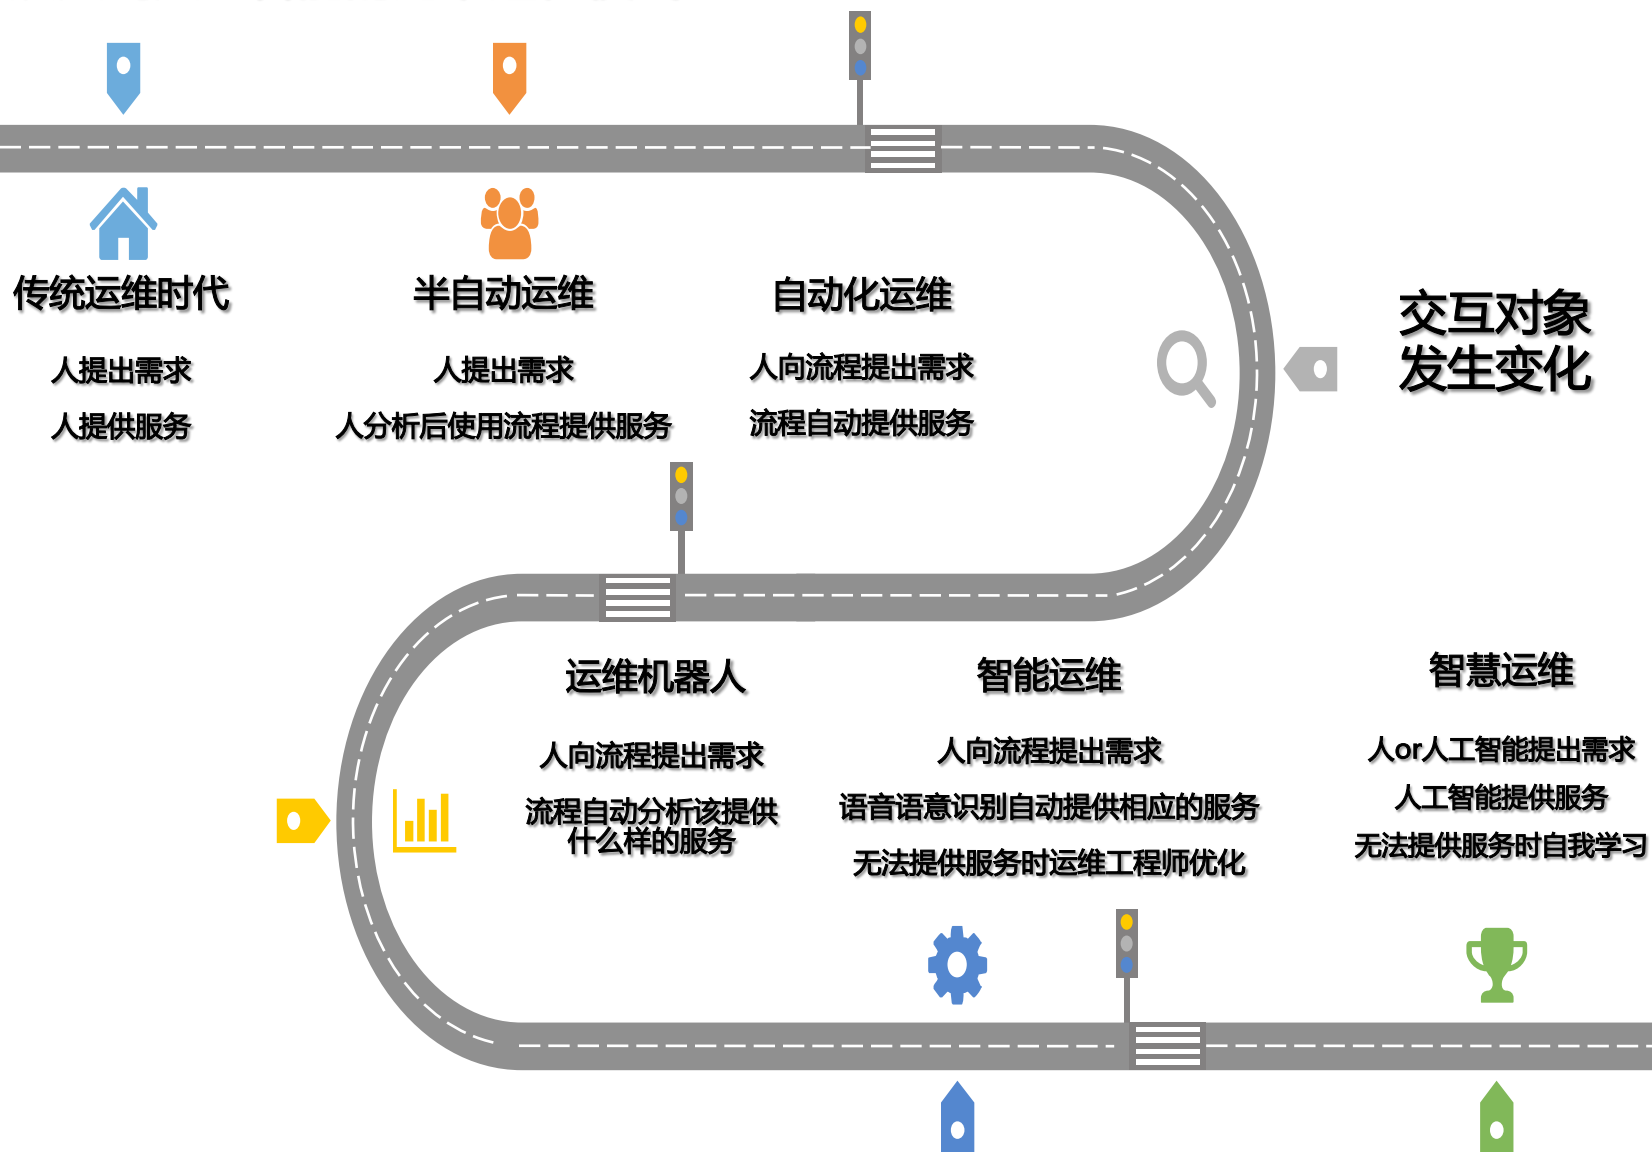 传统运维时代
人提出需求
人提供服务
半自动运维
人提出需求
人分析后使用流程提供服务
自动化运维
人向流程提出需求
流程自动提供服务
交互对象
发生变化
运维机器人
人向流程提出需求
流程自动分析该提供
什么样的服务
智能运维
人向流程提出需求
语音语意识别自动提供相应的服务
无法提供服务时运维工程师优化
智慧运维
人or人工智能提出需求
人工智能提供服务
无法提供服务时自我学习